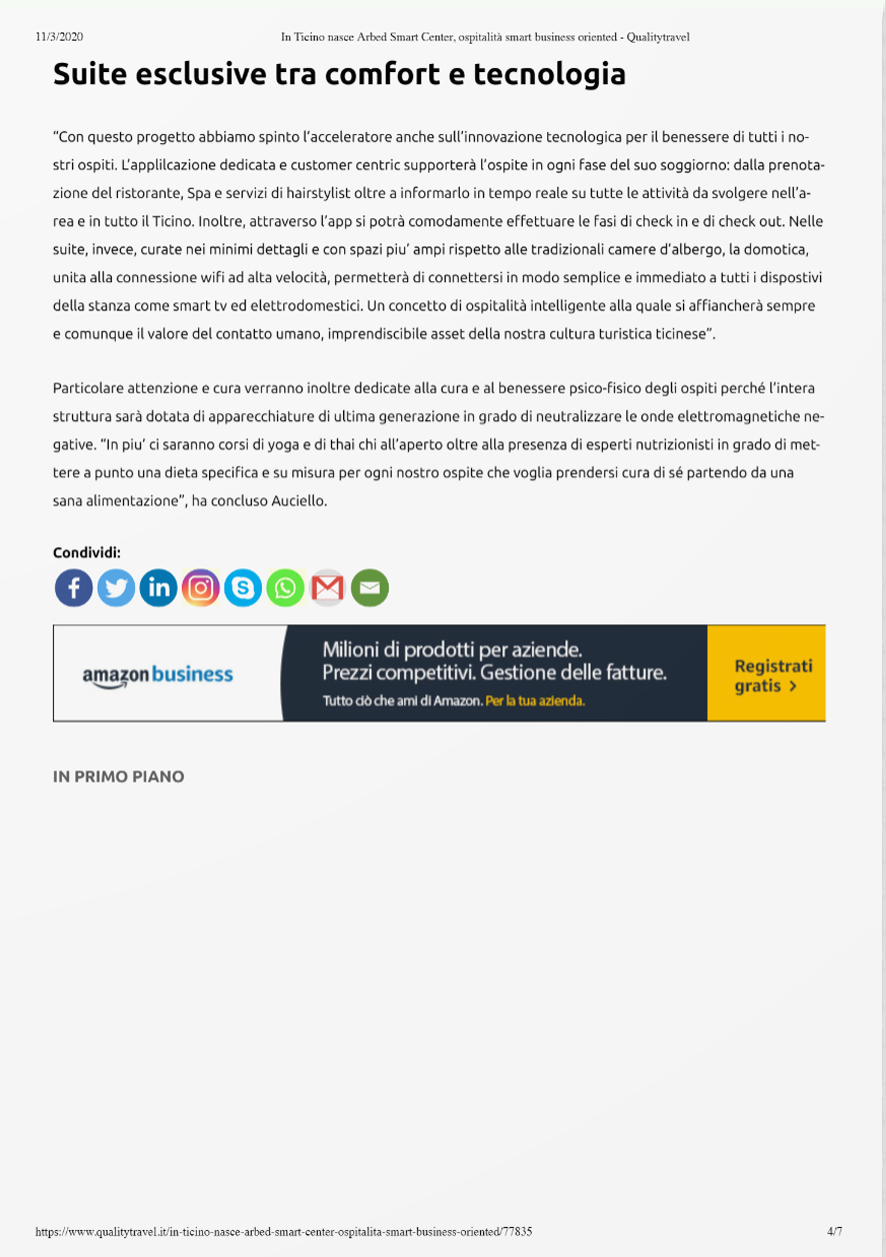 11/3/2020
In Ticino nasce Arbed Smart Center, ospitalità smart business oriented - Qualitytravel
Suite esclusive tra comfort e tecnologia
“Con questo progetto abbiamo spinto l’acceleratore anche sull’innovazione tecnologica per il benessere di tutti i no-
stri ospiti. L’applilcazione dedicata e customer centric supporterà l’ospite in ogni fase del suo soggiorno: dalla prenota-
zione del ristorante, Spa e servizi di hairstylist oltre a informarlo in tempo reale su tutte le attività da svolgere nell’a-
rea e in tutto il Ticino. Inoltre, attraverso l’app si potrà comodamente effettuare le fasi di check in e di check out. Nelle
suite, invece, curate nei minimi dettagli e con spazi piu’ ampi rispetto alle tradizionali camere d’albergo, la domotica,
unita alla connessione wifi ad alta velocità, permetterà di connettersi in modo semplice e immediato a tutti i dispostivi
della stanza come smart tv ed elettrodomestici. Un concetto di ospitalità intelligente alla quale si affiancherà sempre
e comunque il valore del contatto umano, imprendiscibile asset della nostra cultura turistica ticinese”.
Particolare attenzione e cura verranno inoltre dedicate alla cura e al benessere psico-fisico degli ospiti perché l’intera
struttura sarà dotata di apparecchiature di ultima generazione in grado di neutralizzare le onde elettromagnetiche ne-
gative. “In piu’ ci saranno corsi di yoga e di thai chi all’aperto oltre alla presenza di esperti nutrizionisti in grado di met-
tere a punto una dieta specifica e su misura per ogni nostro ospite che voglia prendersi cura di sé partendo da una
sana alimentazione”, ha concluso Auciello.
Condividi:
amazon business
Milioni di prodotti per aziende.
Prezzi competitivi. Gestione delle fatture.
Tutto ciò che ami di Amazon. Per la tua azienda.
Registrati
gratis >
IN PRIMO PIANO
https://www.qualitytravel.it/in-ticino-nasce-arbed-smart-center-ospitalita-smart-business-oriented/77835
4/7